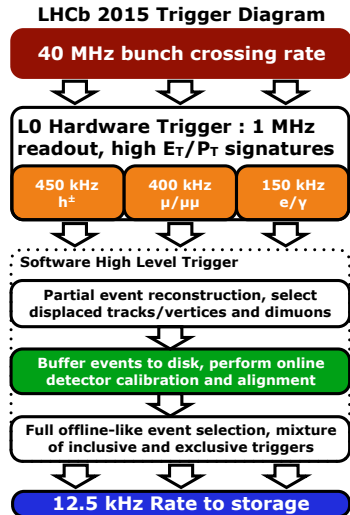 LHCb 2015 Trigger Diagram
40 MHz bunch crossing rate
L0 Hardware Trigger : 1 MHz
readout, high ET/PT signatures
450 kHz
h±
400 kHz
μ/μμ
150 kHz
e/γ
Software High Level Trigger
Partial event reconstruction, select
displaced tracks/vertices and dimuons
Buffer events to disk, perform online
detector calibration and alignment
Full offline-like event selection, mixture
of inclusive and exclusive triggers
12.5 kHz Rate to storage